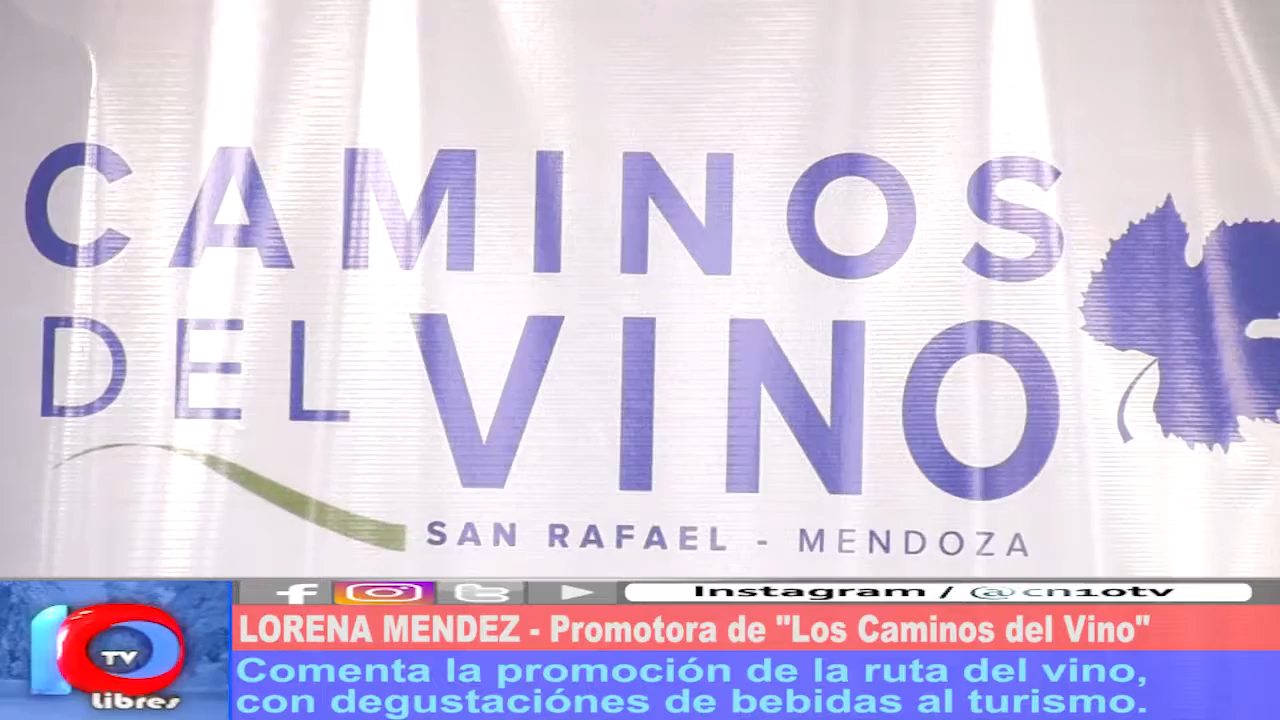 CAMINOS
DEL VINO
SAN RAFAEL - MENDOZA
Instagram / @cn10tv
LORENA MENDEZ - Promotora de "Los Caminos del Vino"
10
TV
libres
Comenta la promoción de la ruta del vino,
con degustaciónes de bebidas al turismo.